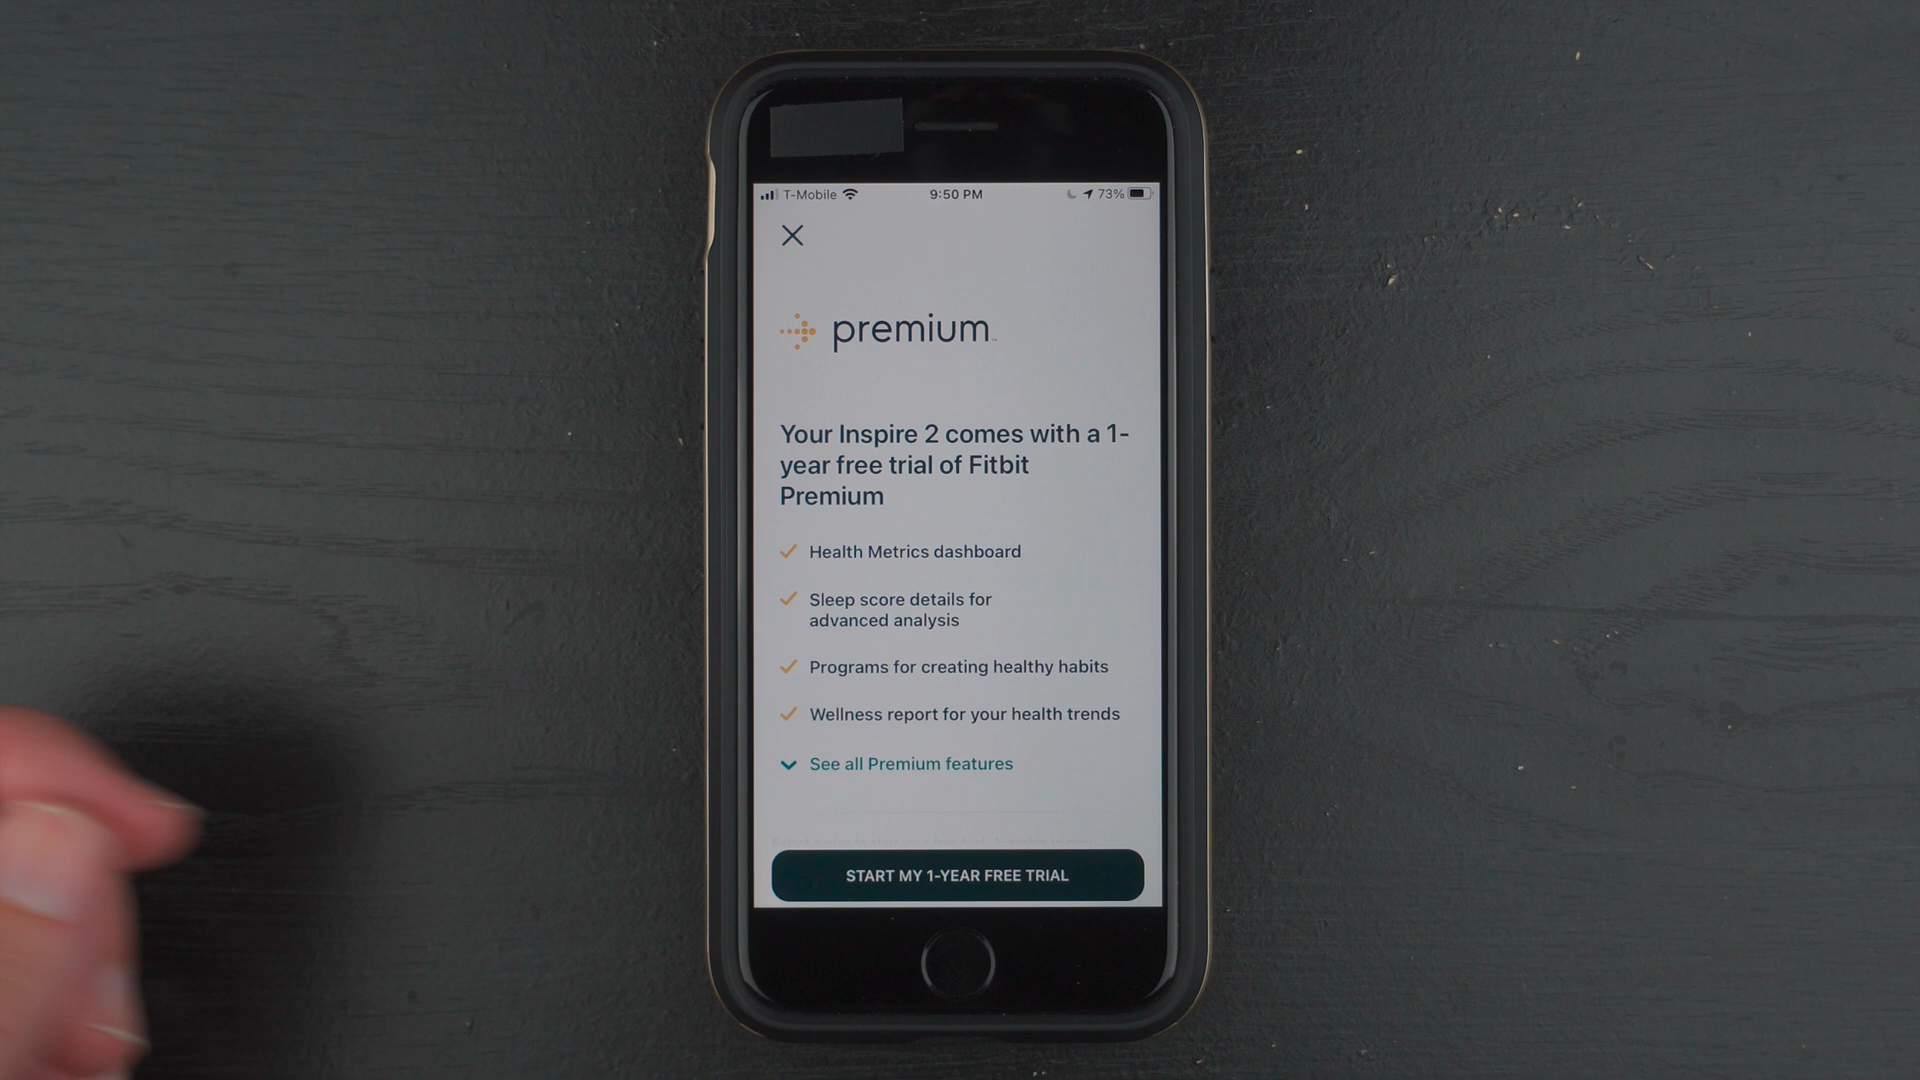 T-Mobile 9:50 PM 73%
premium
Your Inspire 2 comes with a 1-
year free trial of Fitbit
Premium
Health Metrics dashboard
Sleep score details for
advanced analysis
Programs for creating healthy habits
Wellness report for your health trends
See all Premium features
START MY 1-YEAR FREE TRIAL